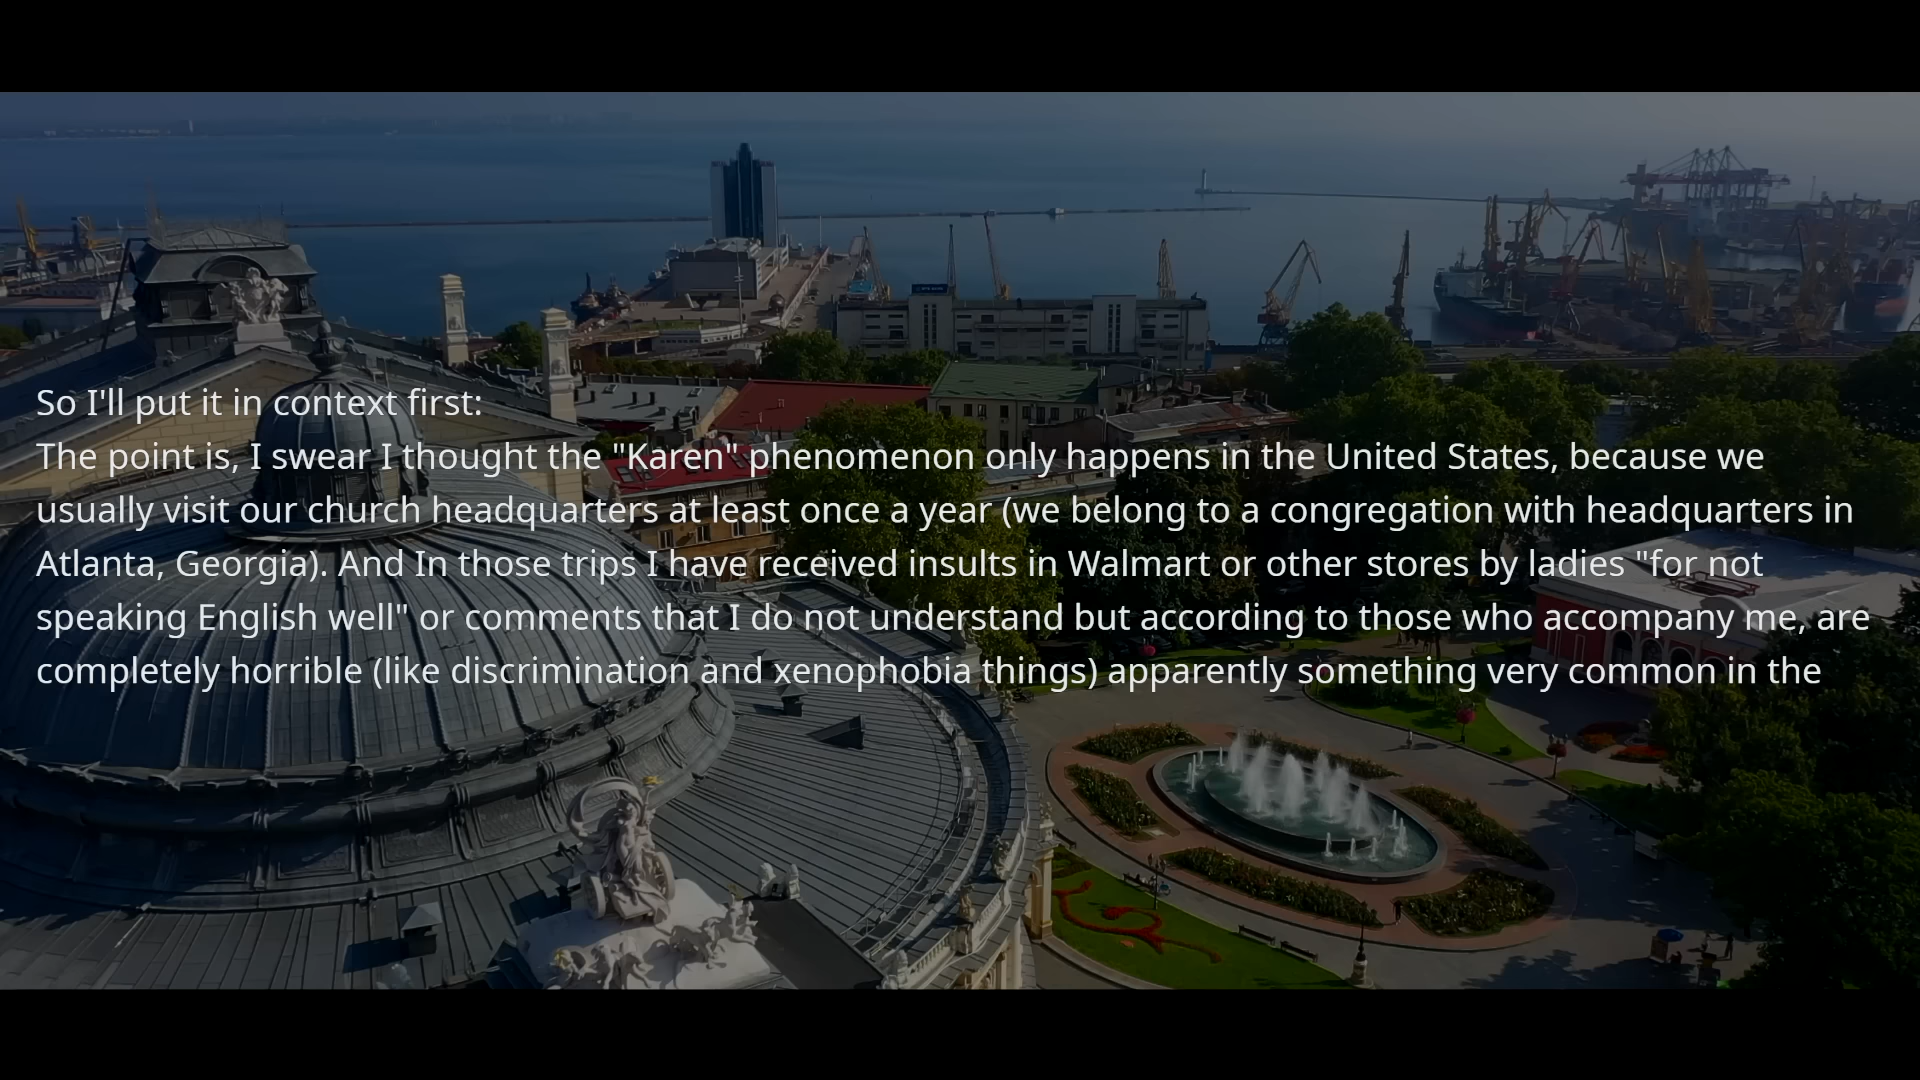 So I'll put it in context first:
The point is, I swear I thought the "Karen" phenomenon only happens in the United States, because we
usually visit our church headquarters at least once a year (we belong to a congregation with headquarters in
Atlanta, Georgia). And In those trips I have received insults in Walmart or other stores by ladies "for not
speaking English well" or comments that I do not understand but according to those who accompany me, are
completely horrible (like discrimination and xenophobia things) apparently something very common in the